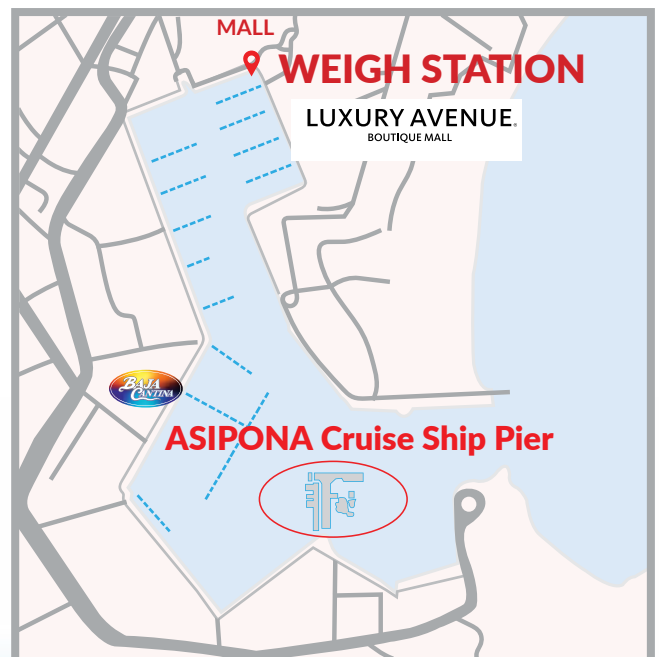 MALL
WEIGH STATION
LUXURY AVENUE
BOUTIQUE MALL
BAJA
CANTINA
ASIPONA Cruise Ship Pier